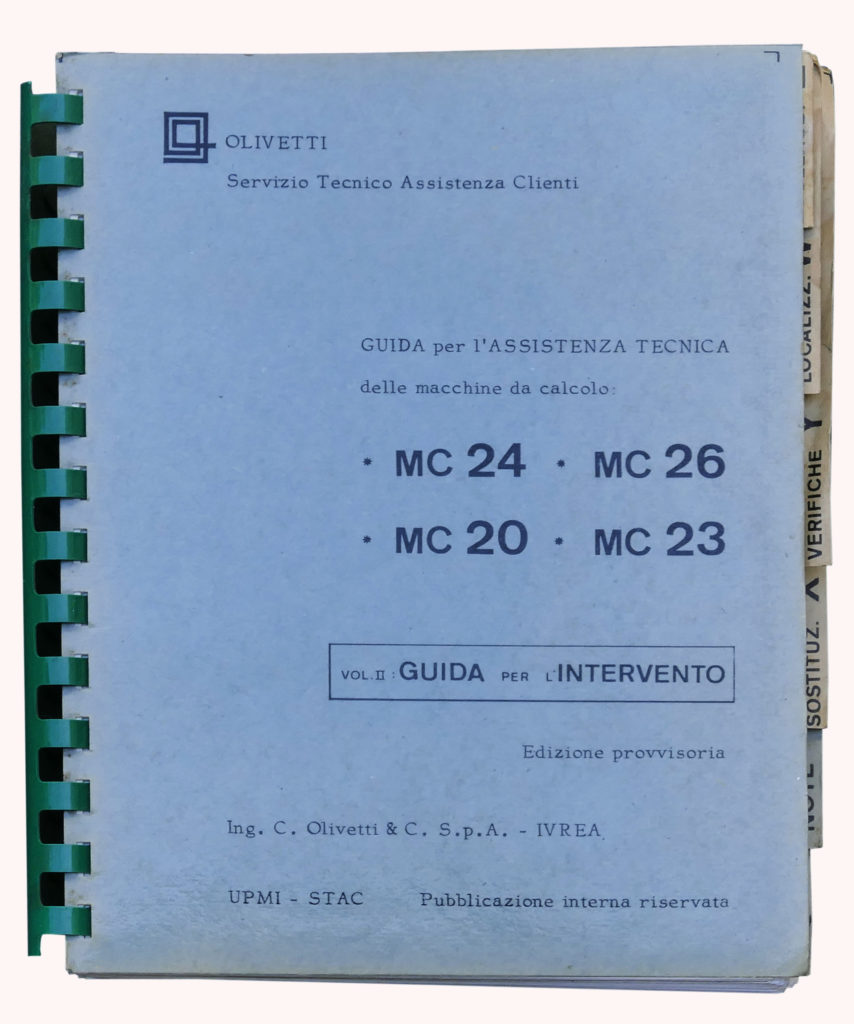 OLIVETTI
Servizio Tecnico Assistenza Clienti
GUIDA per l'ASSISTENZA TECNICA
delle macchine da calcolo:
* MC 24 * MC 26
* MC 20 * MC 23
VOL. II : GUIDA PER L'INTERVENTO
Edizione provvisoria
Ing. C. Olivetti & C. S.p.A. - IVREA
UPMI - STAC Pubblicazione interna riservata
LOCALIZZ. W
VERIFICHE Y
SOSTITUZ. X
NOTE